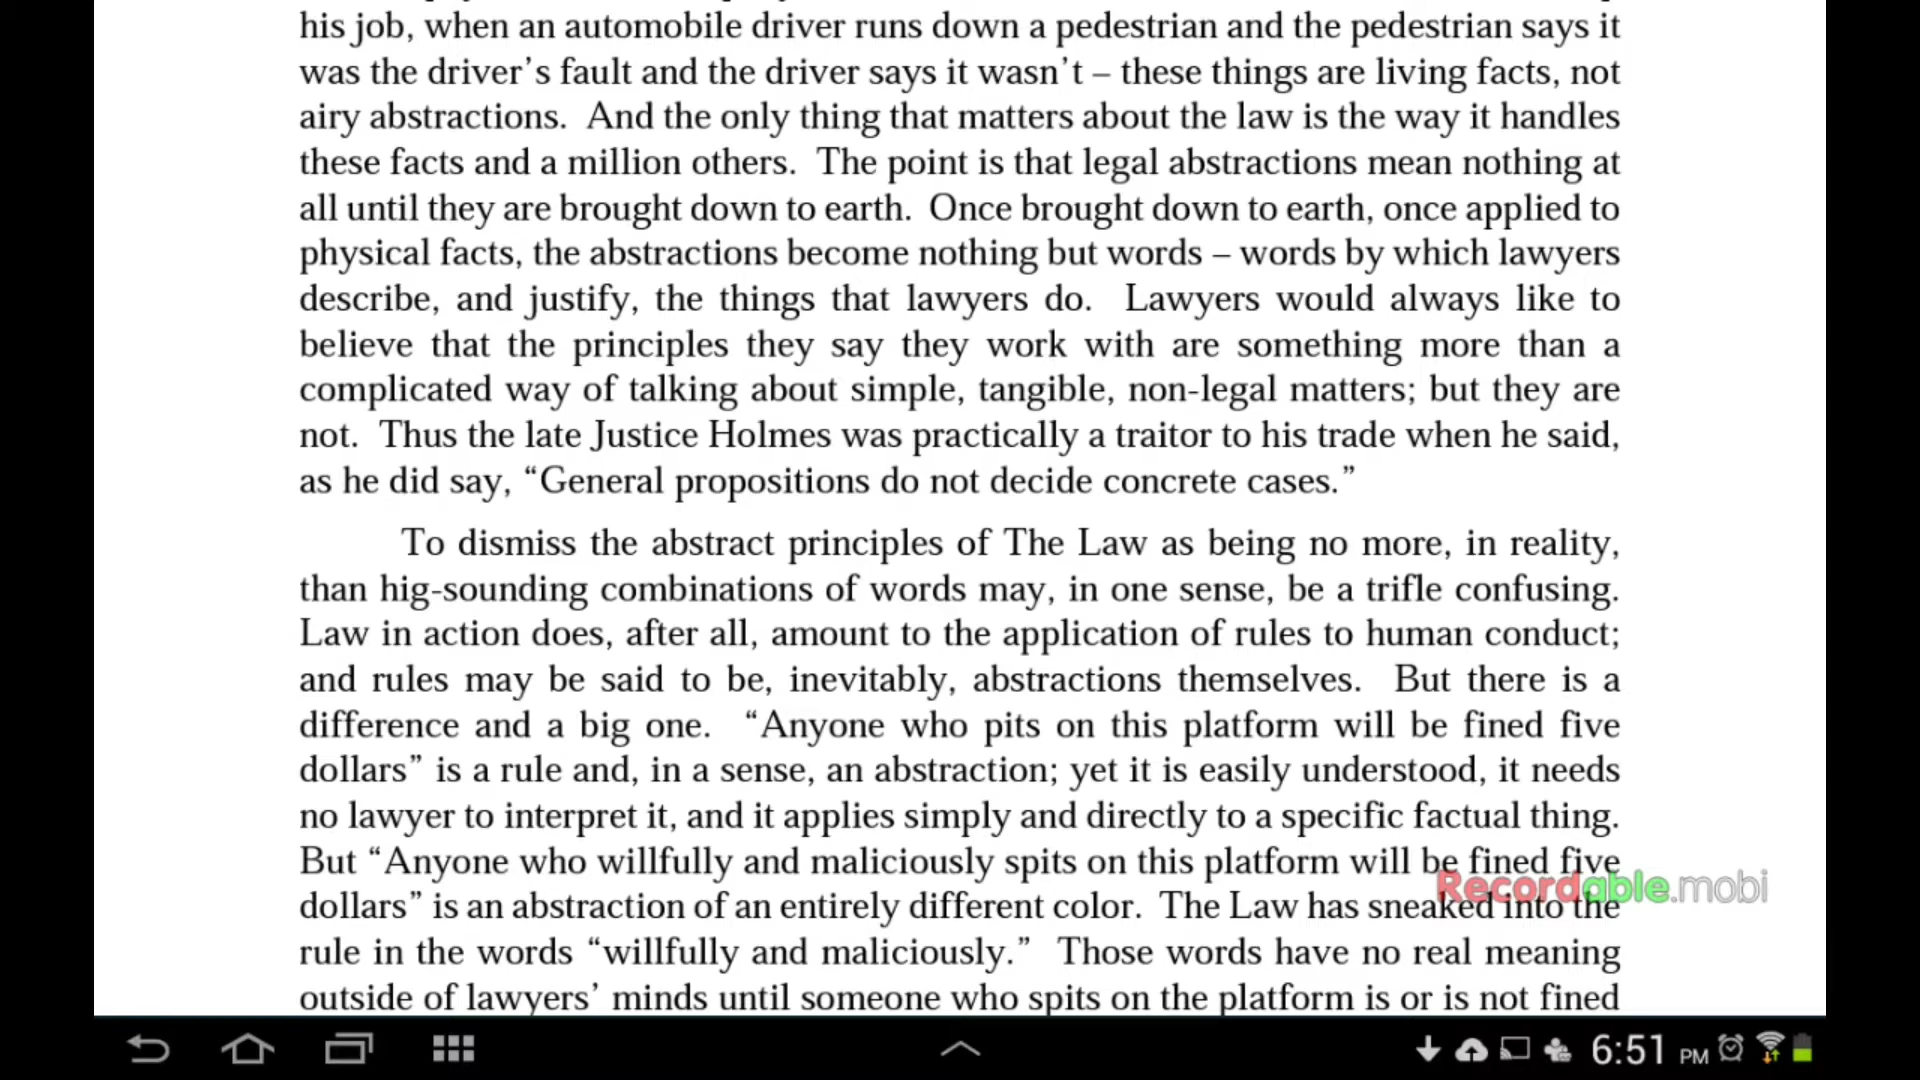 his job, when an automobile driver runs down a pedestrian and the pedestrian says it
was the driver’s fault and the driver says it wasn’t – these things are living facts, not
airy abstractions.  And the only thing that matters about the law is the way it handles
these facts and a million others.  The point is that legal abstractions mean nothing at
all until they are brought down to earth.  Once brought down to earth, once applied to
physical facts, the abstractions become nothing but words – words by which lawyers
describe, and justify, the things that lawyers do.  Lawyers would always like to
believe that the principles they say they work with are something more than a
complicated way of talking about simple, tangible, non-legal matters; but they are
not.  Thus the late Justice Holmes was practically a traitor to his trade when he said,
as he did say, “General propositions do not decide concrete cases.”
To dismiss the abstract principles of The Law as being no more, in reality,
than hig-sounding combinations of words may, in one sense, be a trifle confusing.
Law in action does, after all, amount to the application of rules to human conduct;
and rules may be said to be, inevitably, abstractions themselves.  But there is a
difference and a big one.  “Anyone who pits on this platform will be fined five
dollars” is a rule and, in a sense, an abstraction; yet it is easily understood, it needs
no lawyer to interpret it, and it applies simply and directly to a specific factual thing.
But “Anyone who willfully and maliciously spits on this platform will be fined five
dollars” is an abstraction of an entirely different color.  The Law has sneaked into the
Recordable.mobi
rule in the words “willfully and maliciously.”  Those words have no real meaning
outside of lawyers’ minds until someone who spits on the platform is or is not fined
6:51 PM